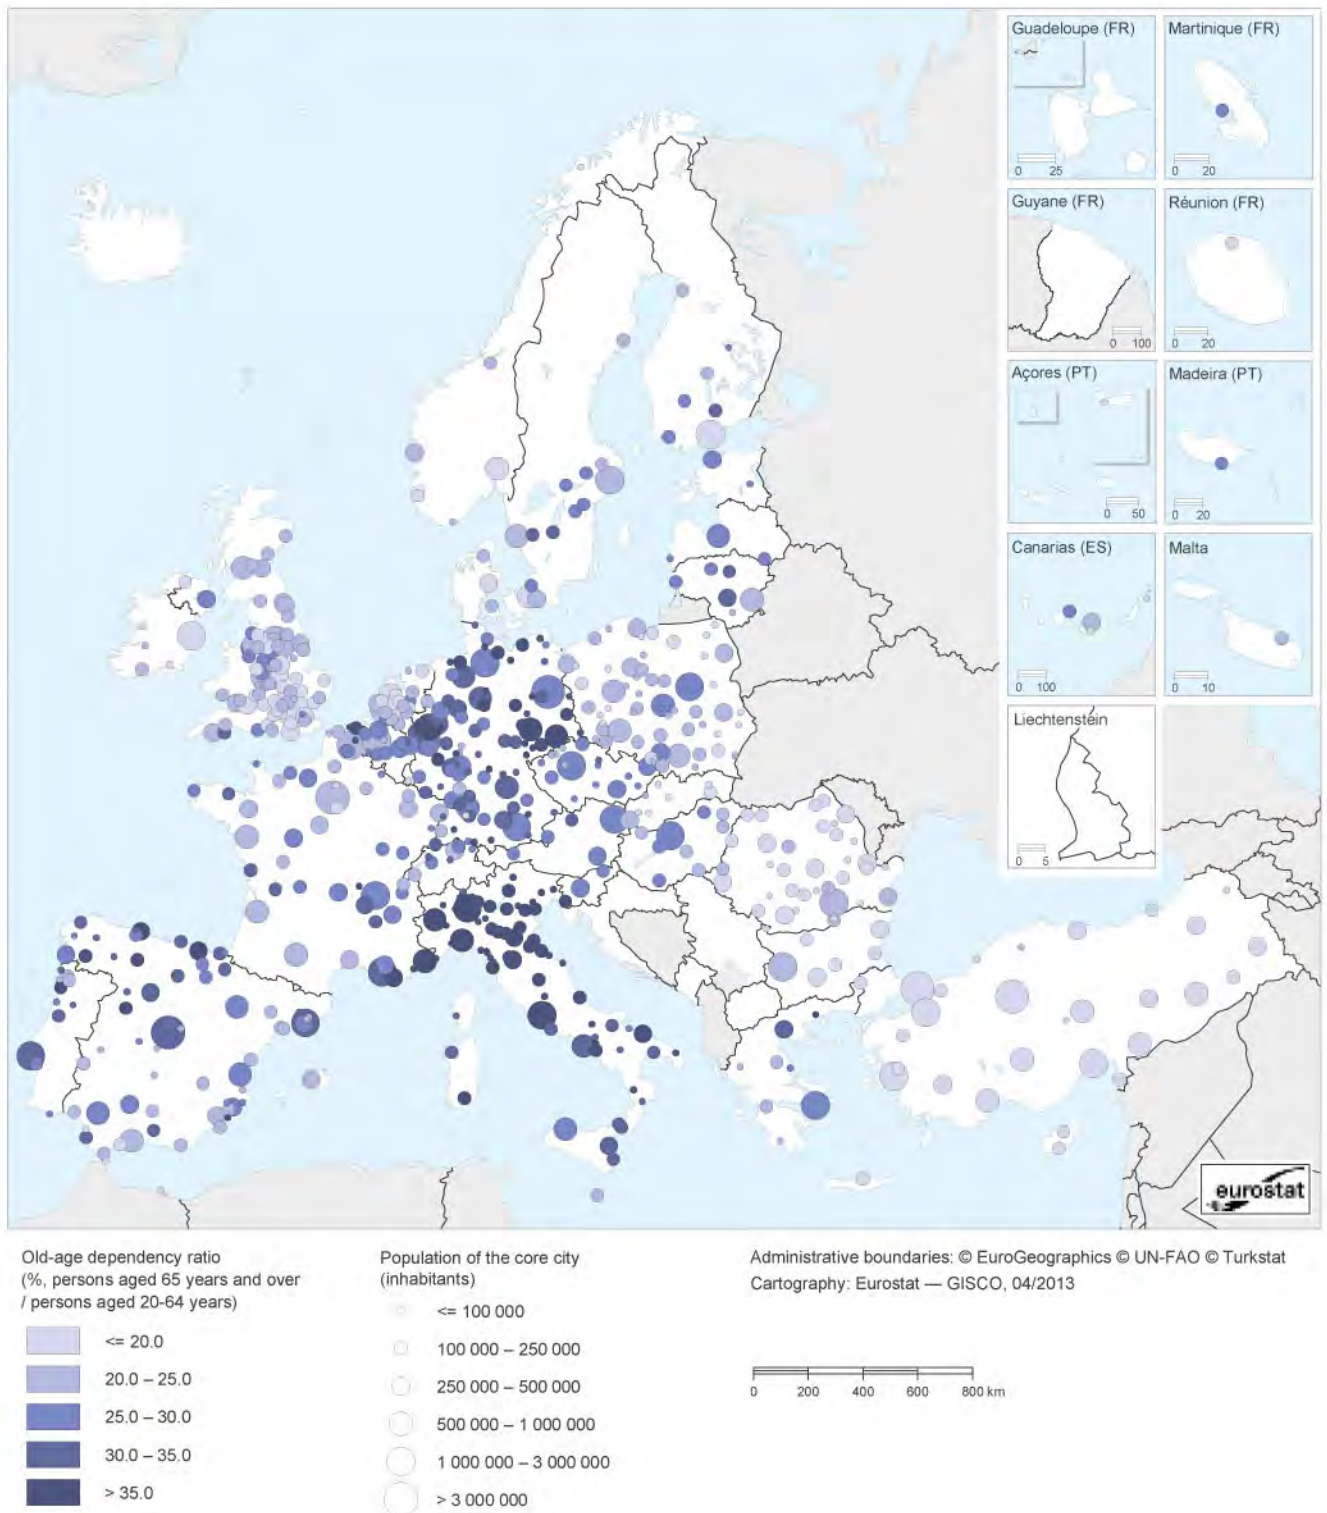 Guadeloupe (FR)
0 25
Martinique (FR)
0 20
Guyane (FR)
0 100
Réunion (FR)
0 20
Açores (PT)
0 50
Madeira (PT)
0 20
Canarias (ES)
0 100
Malta
0 10
Liechtenstein
0 5
eurostat
Old-age dependency ratio
(%, persons aged 65 years and over
/ persons aged 20-64 years)
<= 20.0
20.0 – 25.0
25.0 – 30.0
30.0 – 35.0
> 35.0
Population of the core city
(inhabitants)
<= 100 000
100 000 – 250 000
250 000 – 500 000
500 000 – 1 000 000
1 000 000 – 3 000 000
> 3 000 000
Administrative boundaries: © EuroGeographics © UN-FAO © Turkstat
Cartography: Eurostat — GISCO, 04/2013
0 200 400 600 800 km